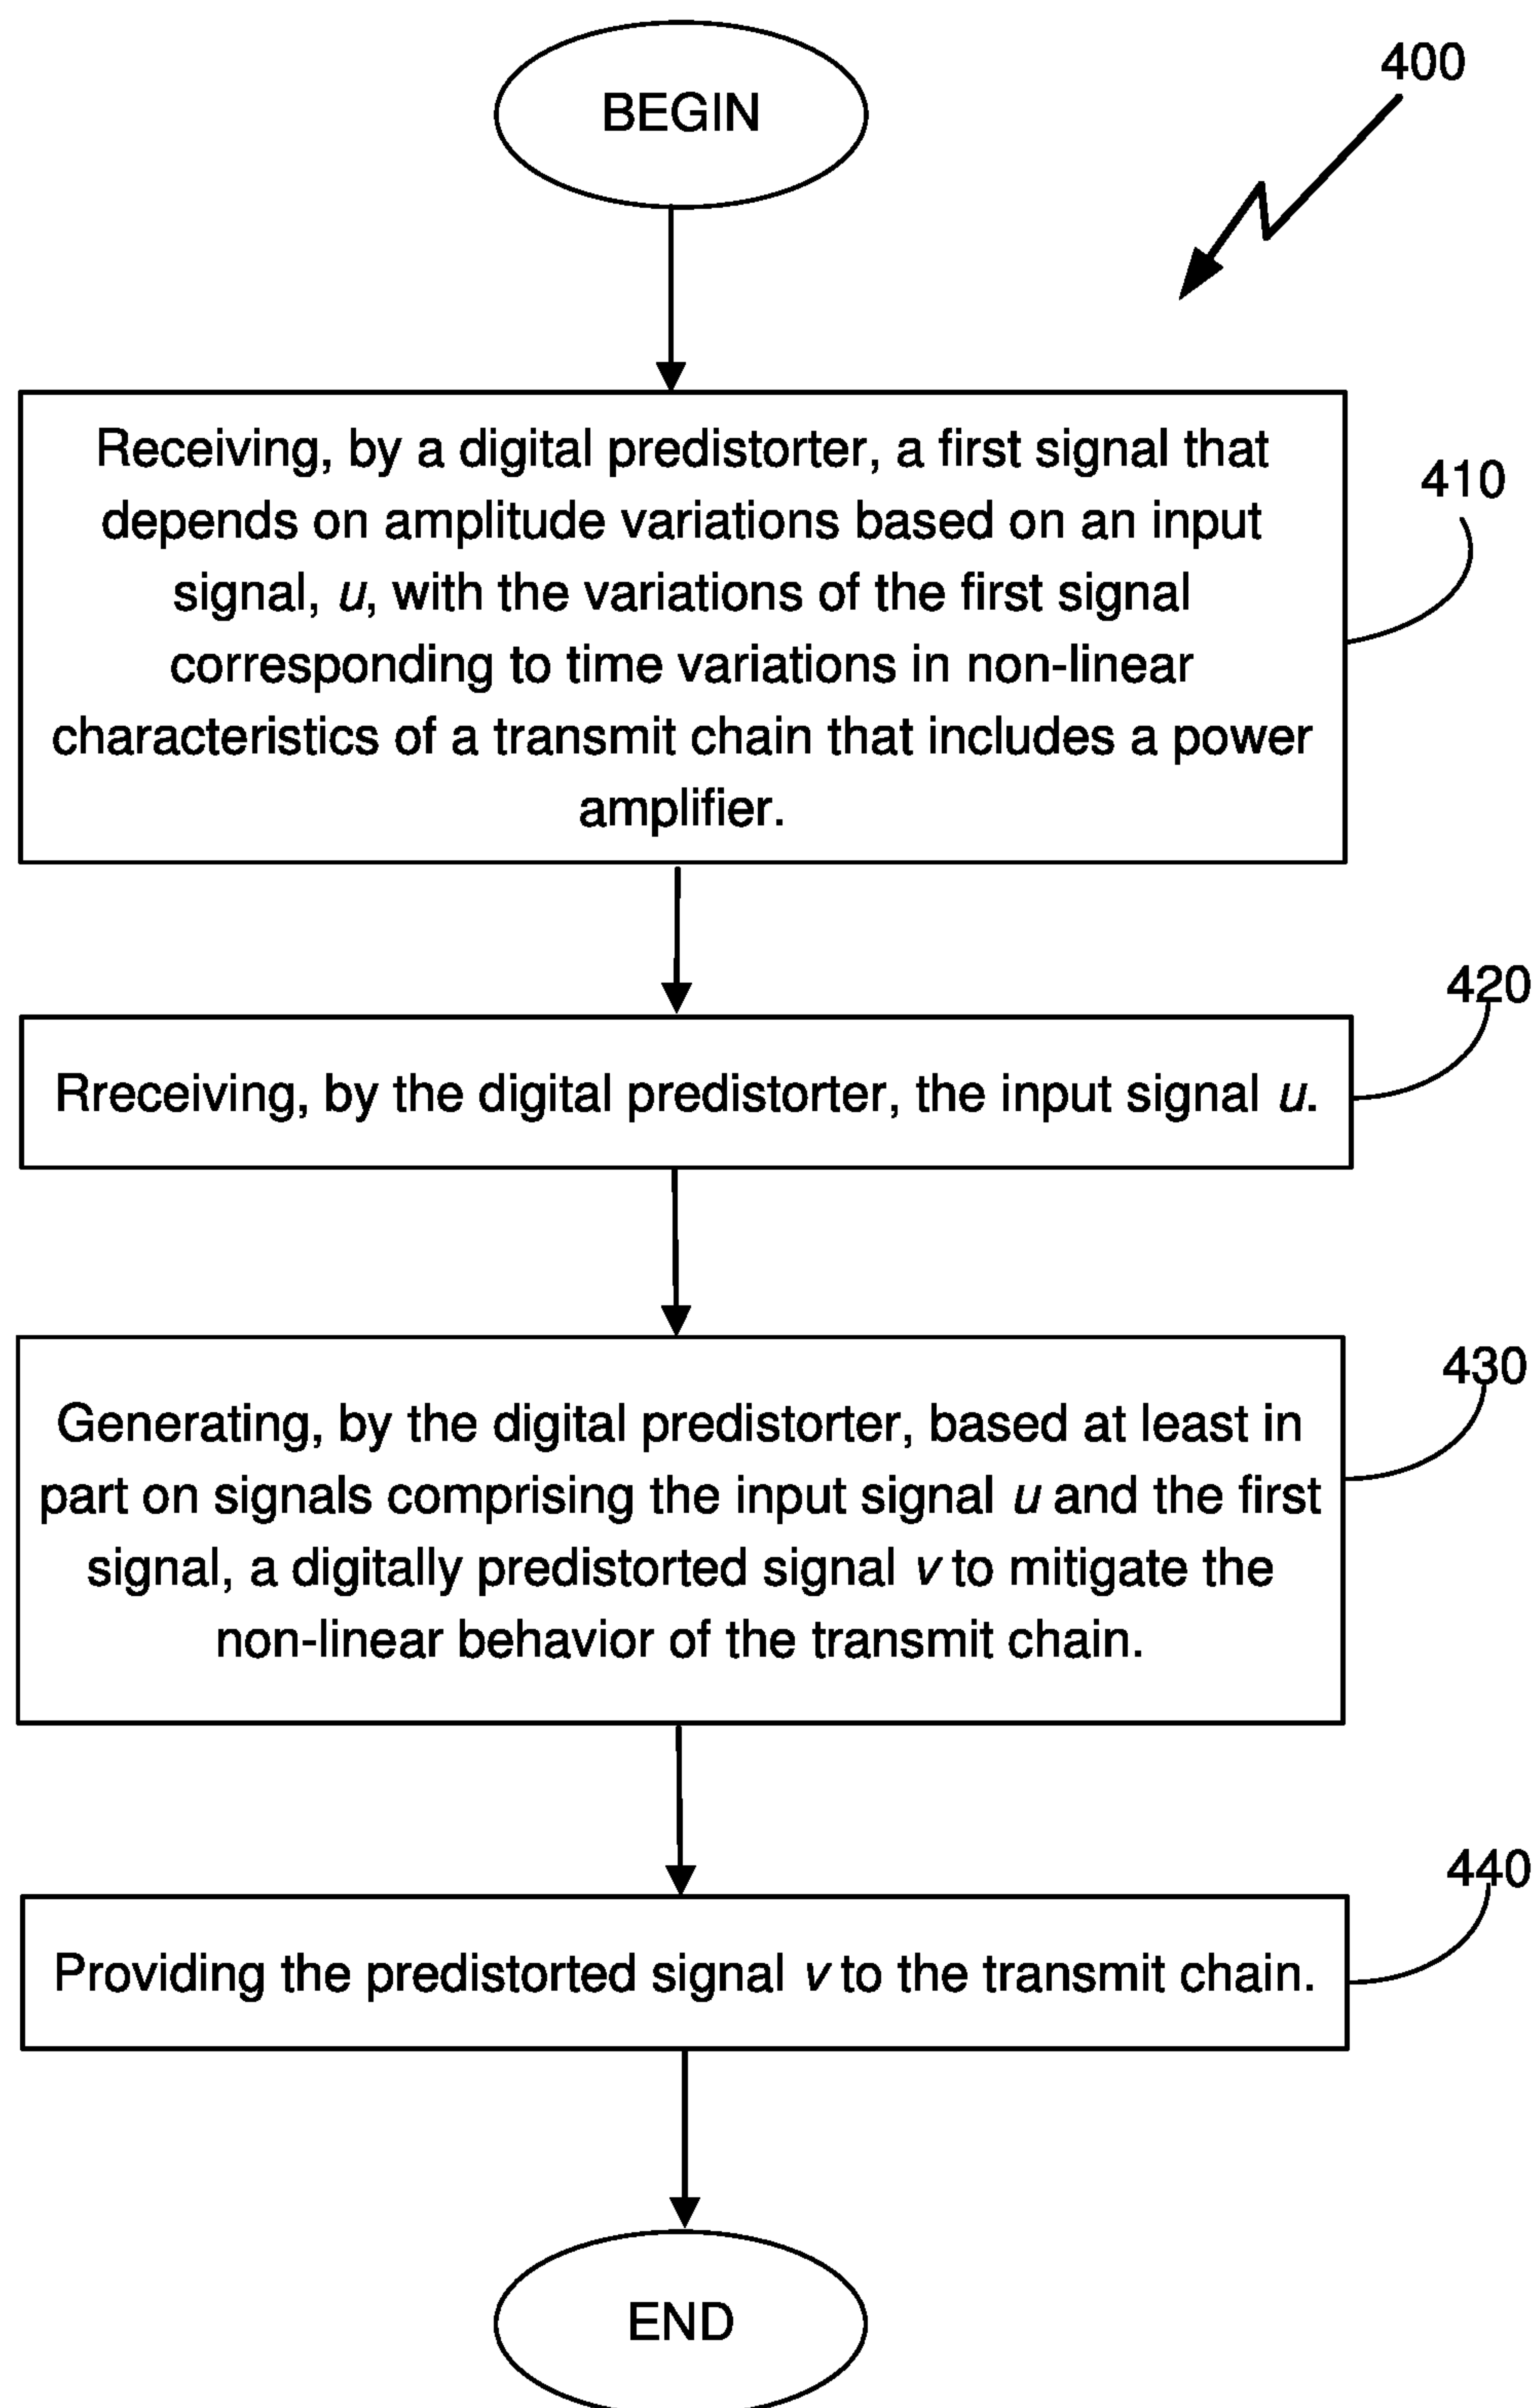 BEGIN
400
Receiving, by a digital predistorter, a first signal that
depends on amplitude variations based on an input
signal, u, with the variations of the first signal
corresponding to time variations in non-linear
characteristics of a transmit chain that includes a power
amplifier.
410
420
Rreceiving, by the digital predistorter, the input signal u.
430
Generating, by the digital predistorter, based at least in
part on signals comprising the input signal u and the first
signal, a digitally predistorted signal v to mitigate the
non-linear behavior of the transmit chain.
440
Providing the predistorted signal v to the transmit chain.
END